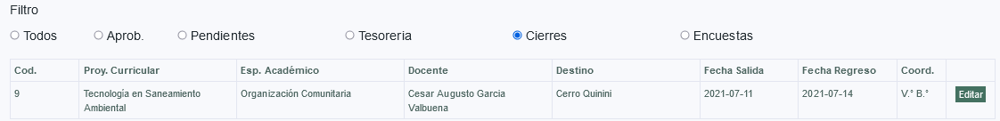 Filtro
Todos Aprob. Pendientes Tesoreria Cierres Encuestas
Cod. Proy. Curricular Esp. Académico Docente Destino Fecha Salida Fecha Regreso Coord.
9 Tecnología en Saneamiento Organización Comunitaria Cesar Augusto Garcia Cerro Quinini 2021-07-11 2021-07-14 V.° B.° Editar
Ambiental Valbuena